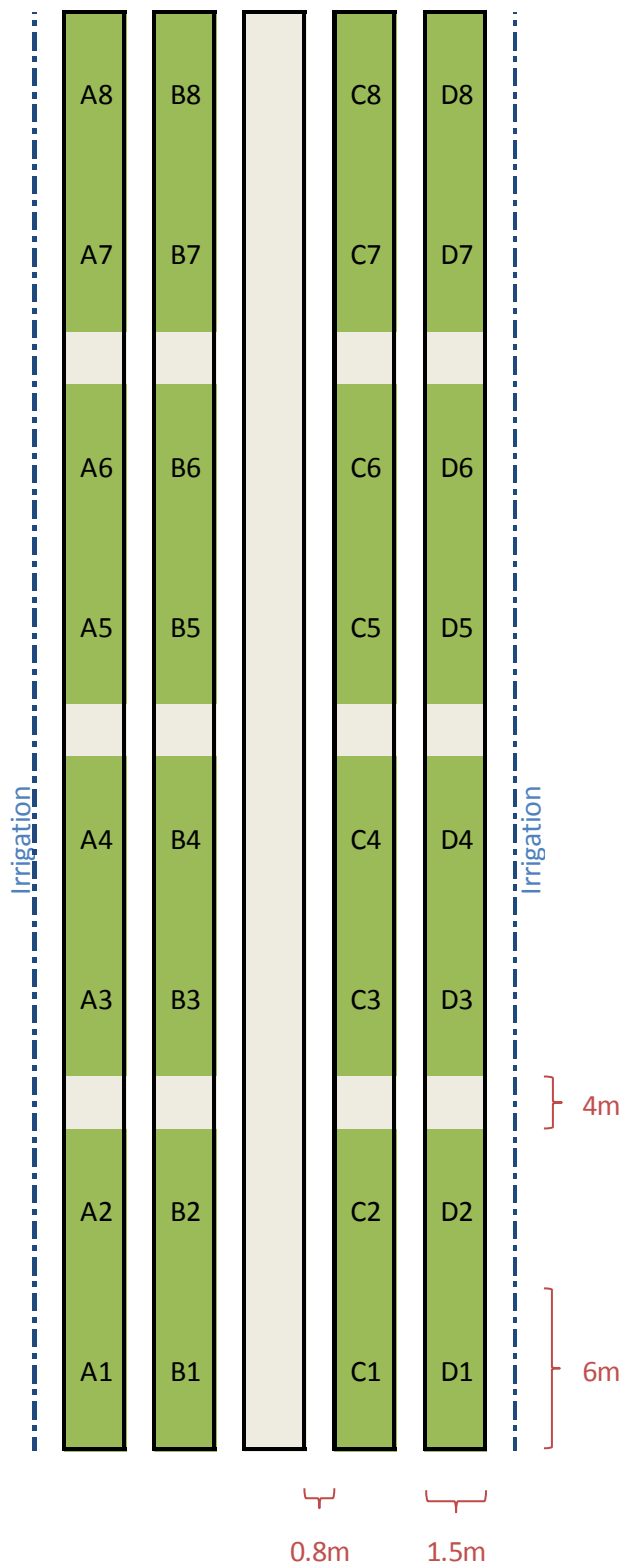 A8 B8 C8 D8
A7 B7 C7 D7
A6 B6 C6 D6
A5 B5 C5 D5
Irrigation A4 B4 C4 D4 Irrigation
A3 B3 C3 D3
4m
A2 B2 C2 D2
A1 B1 C1 D1 6m
0.8m 1.5m